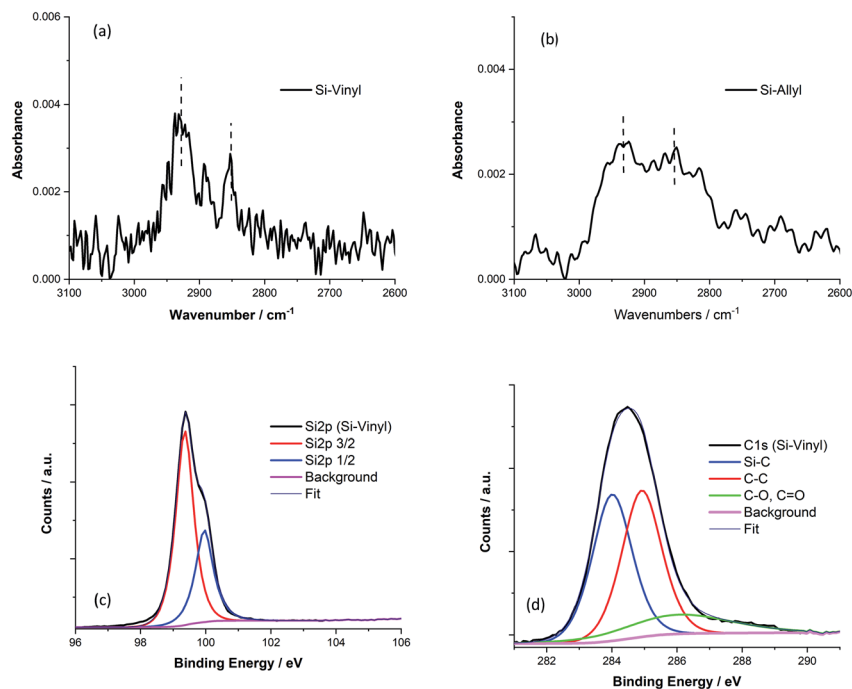 (a)
0.006
0.004
0.002
0.000
Absorbance
Si-Vinyl
3100 3000 2900 2800 2700 2600
Wavenumber / cm-1
(b)
0.004
0.002
0.000
Absorbance
Si-Allyl
3100 3000 2900 2800 2700 2600
Wavenumbers / cm-1
Counts / a.u.
Si2p (Si-Vinyl)
Si2p 3/2
Si2p 1/2
Background
Fit
(c)
96 98 100 102 104 106
Binding Energy / eV
Counts / a.u.
C1s (Si-Vinyl)
Si-C
C-C
C-O, C=O
Background
Fit
(d)
282 284 286 288 290
Binding Energy / eV